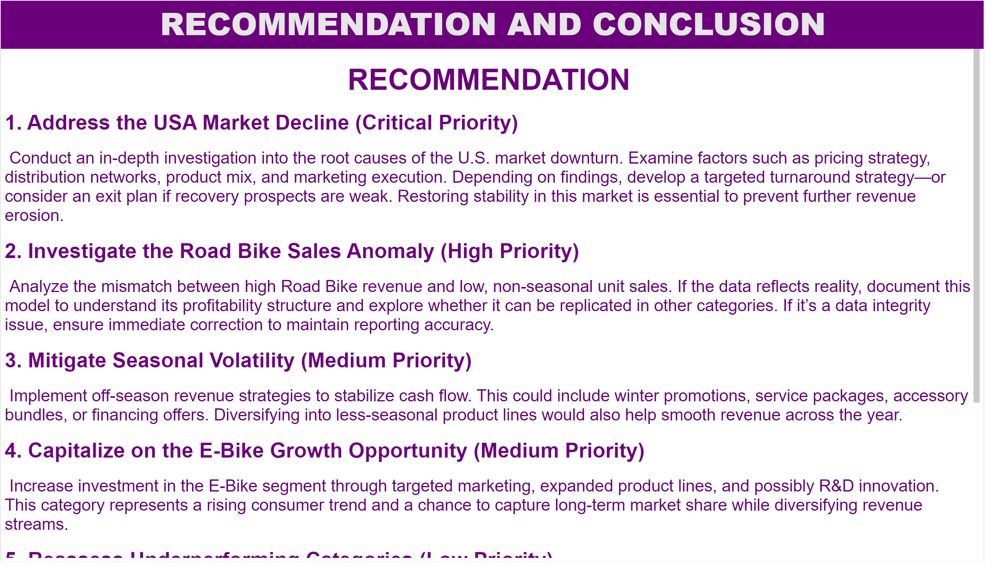 RECOMMENDATION AND CONCLUSION
RECOMMENDATION
1. Address the USA Market Decline (Critical Priority)
Conduct an in-depth investigation into the root causes of the U.S. market downturn. Examine factors such as pricing strategy,
distribution networks, product mix, and marketing execution. Depending on findings, develop a targeted turnaround strategy—or
consider an exit plan if recovery prospects are weak. Restoring stability in this market is essential to prevent further revenue
erosion.
2. Investigate the Road Bike Sales Anomaly (High Priority)
Analyze the mismatch between high Road Bike revenue and low, non-seasonal unit sales. If the data reflects reality, document this
model to understand its profitability structure and explore whether it can be replicated in other categories. If it’s a data integrity
issue, ensure immediate correction to maintain reporting accuracy.
3. Mitigate Seasonal Volatility (Medium Priority)
Implement off-season revenue strategies to stabilize cash flow. This could include winter promotions, service packages, accessory
bundles, or financing offers. Diversifying into less-seasonal product lines would also help smooth revenue across the year.
4. Capitalize on the E-Bike Growth Opportunity (Medium Priority)
Increase investment in the E-Bike segment through targeted marketing, expanded product lines, and possibly R&D innovation.
This category represents a rising consumer trend and a chance to capture long-term market share while diversifying revenue
streams.
5. Reassess Underperforming Categories (Low Priority)